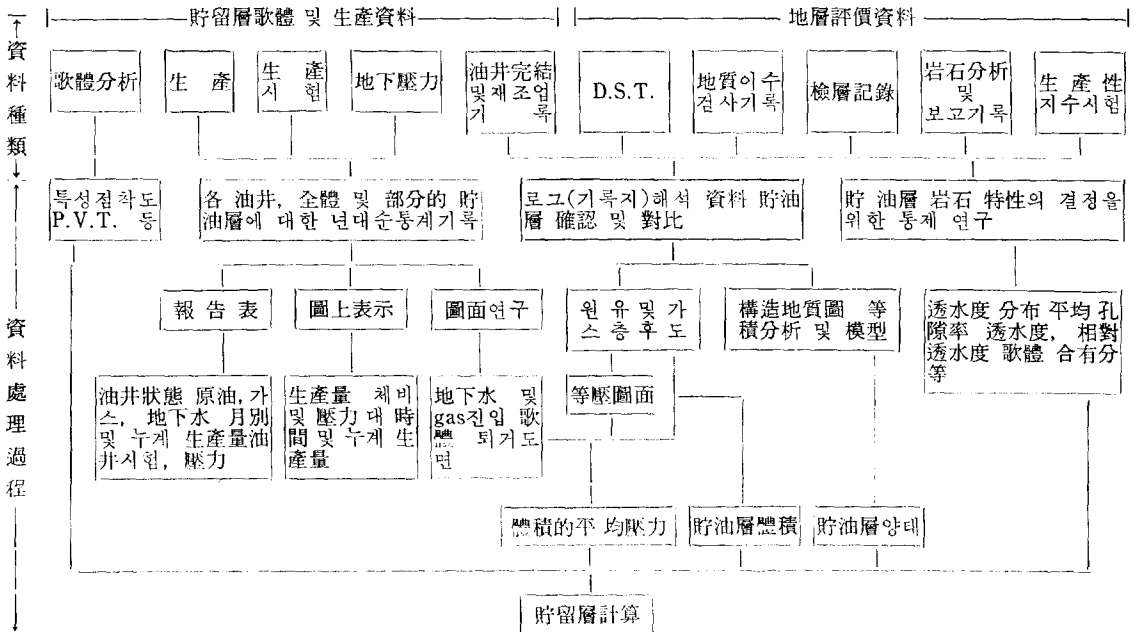 貯留層歌體 및 生產資料
地層評價資料
資料種類
歌體分析
生 產
生 產
시 험
地下壓力
油井完結
및재조업
기 록
D.S.T.
地質이수
검사기록
檢層記錄
岩石分析
및
보고기록
生 產 性
지수시험
資料處理過程
특성점착도
P.V.T. 등
各 油井, 全體 및 部分的 貯
油層에 대한 년대순통계기록
로그(기록지)해석 資料 貯油
層 確認 및 對比
貯 油層 岩石 特性의 결정을
위한 통제 연구
報 告 表
圖上表示
圖面연구
원 유 및 가
스 층 후 도
構造地質圖 等
積分析 및 模型
透水度 分布 平均 孔
隙率 透水度, 相對
透水度 歌體 含有分
등
油井狀態 原油,가
스, 地下水 月別
및 누계 生產量油
井시험, 壓力
生產量 체비
및 壓力 대 時
間 및 누계 生
產量
地下水 및
gas진입 歌
體 퇴거도
면
等壓圖面
體積的平 均壓力
貯油層體積
貯油層양태
貯留層計算